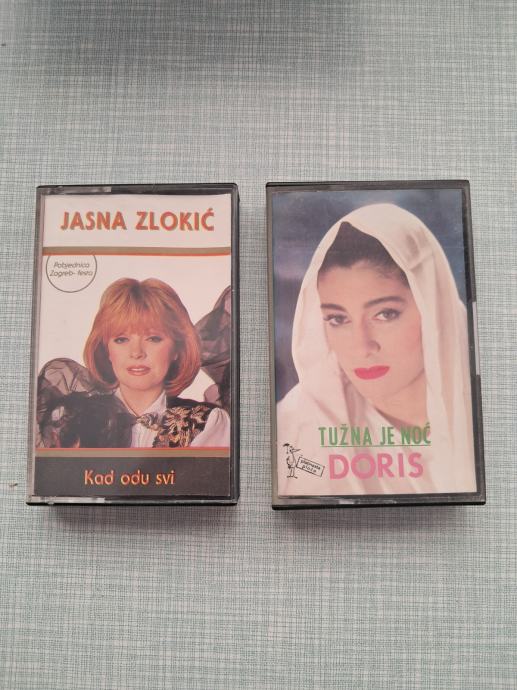 JASNA ZLOKIĆ
Pobjednica
Zagreb-festa
Kad odu svi
TUŽNA JE NOĆ
DORIS